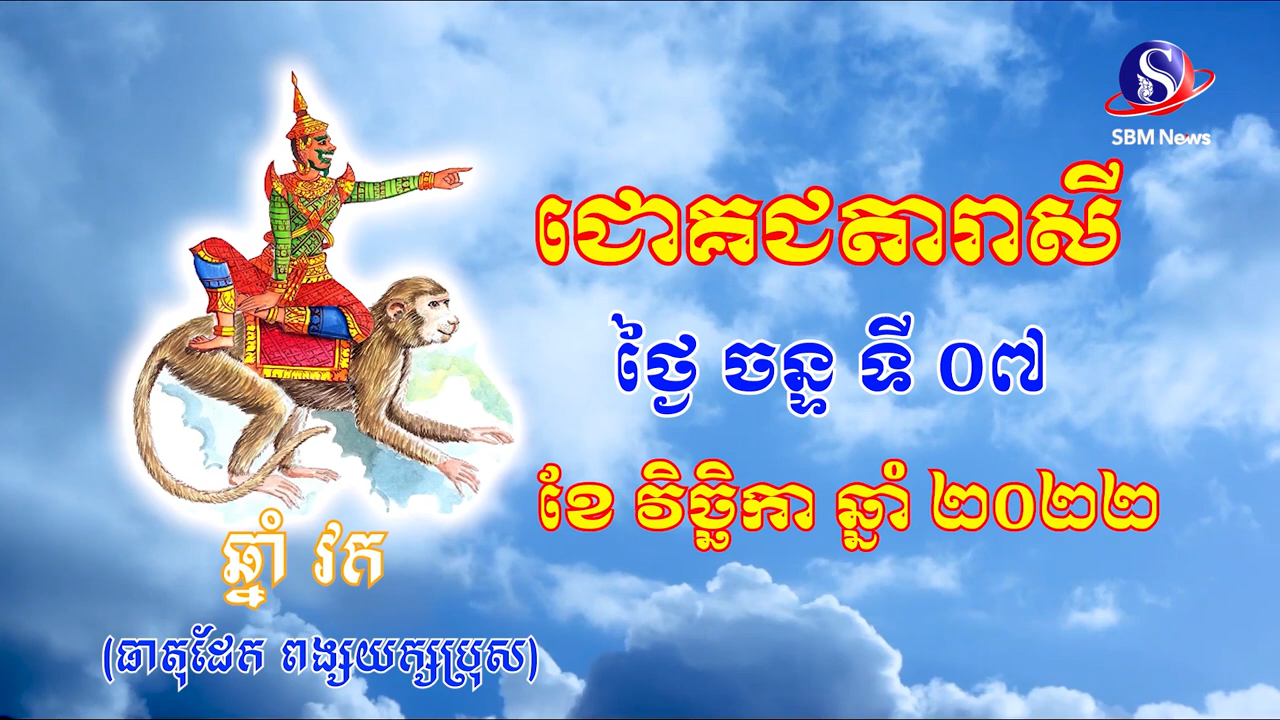 SBM News
ជោគជតារាសី
ថ្ងៃ ចន្ទ ទី ០៧
ខែ វិច្ឆិកា ឆ្នាំ ២០២២
ឆ្នាំ វក
(ធាតុដែក ពង្សយក្សប្រុស)